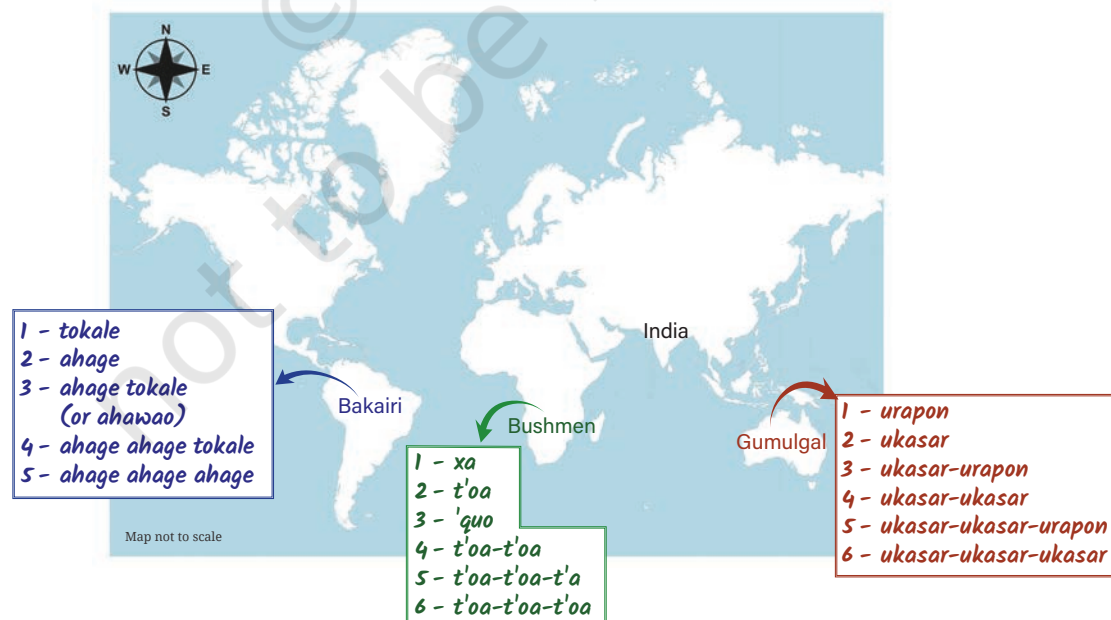 ©
not to be
N
W
E
S
India
Bakairi
Bushmen
Gumulgal
1 - tokale
2 - ahage
3 - ahage tokale
(or ahawao)
4 - ahage ahage tokale
5 - ahage ahage ahage
1 - xa
2 - t'oa
3 - 'quo
4 - t'oa-t'oa
5 - t'oa-t'oa-t'a
6 - t'oa-t'oa-t'oa
1 - urapon
2 - ukasar
3 - ukasar-urapon
4 - ukasar-ukasar
5 - ukasar-ukasar-urapon
6 - ukasar-ukasar-ukasar
Map not to scale